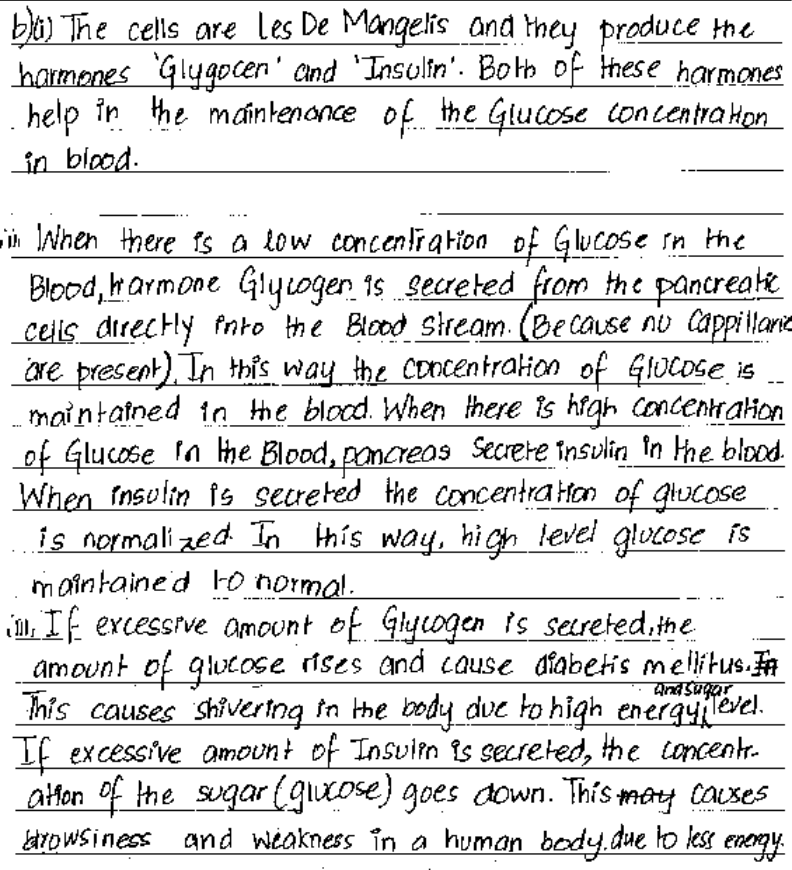 b)(i) The cells are Les De Mangelis and they produce the
harmones 'Glygocen' and 'Insulin'. Both of these harmones
help in the maintenance of the Glucose concentration
in blood.
ii When there is a low concentration of Glucose in the
Blood, harmone Glycogen is secreted from the pancreatic
cells directly into the Blood stream. (Because no Cappillarie
are present). In this way the concentration of Glucose is
maintained in the blood. When there is high concentration
of Glucose in the Blood, pancreas secrete insulin in the blood.
When insulin is secreted the concentration of glucose
is normalized. In this way, high level glucose is
maintained to normal.
iii. If excessive amount of Glycogen is secreted, the
amount of glucose rises and cause diabetis mellitus. In
This causes shivering in the body due to high energy and sugar level.
If excessive amount of Insulin is secreted, the concentr-
ation of the sugar (glucose) goes down. This may causes
drowsiness and weakness in a human body. due to less energy.